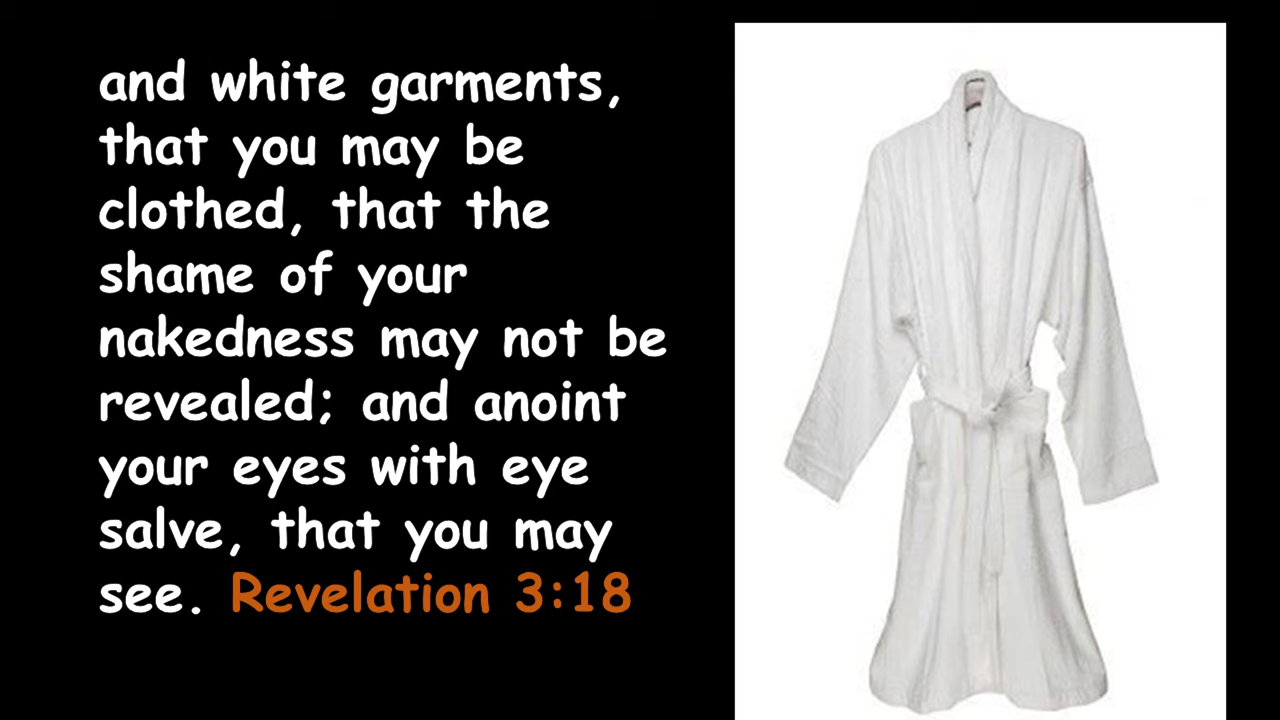 and white garments,
that you may be
clothed, that the
shame of your
nakedness may not be
revealed; and anoint
your eyes with eye
salve, that you may
see. Revelation 3:18